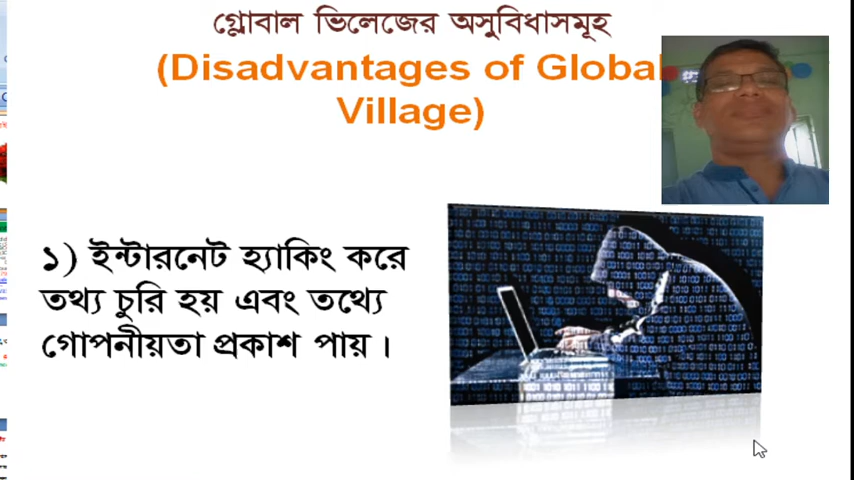 গ্লোবাল ভিলেজের অসুবিধাসমূহ
(Disadvantages of Global
Village)
১) ইন্টারনেট হ্যাকিং করে
তথ্য চুরি হয় এবং তথ্যে
গোপনীয়তা প্রকাশ পায়।